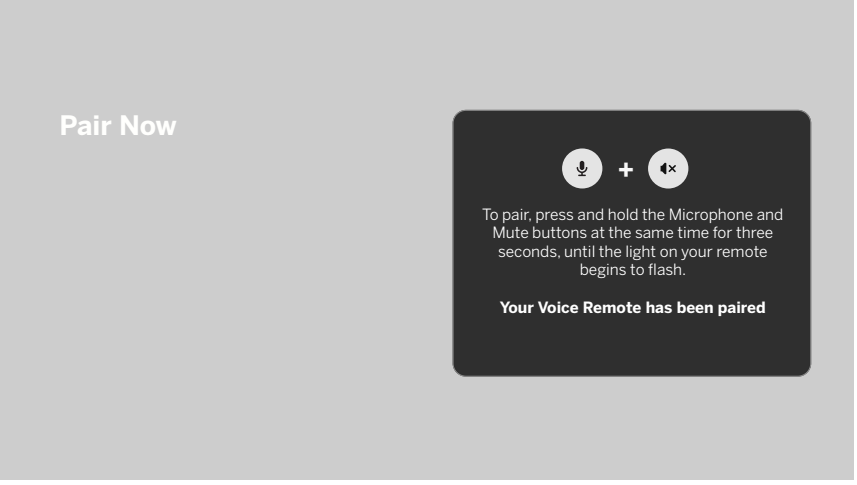 Pair Now
+
To pair, press and hold the Microphone and
Mute buttons at the same time for three
seconds, until the light on your remote
begins to flash.
Your Voice Remote has been paired